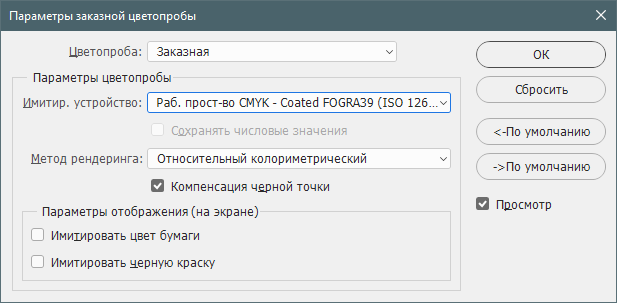 Параметры заказной цветопробы
Цветопроба: Заказная
Параметры цветопробы
Имитир. устройство: Раб. прост-во CMYK - Coated FOGRA39 (ISO 126...
Сохранять числовые значения
Метод рендеринга: Относительный колориметрический
Компенсация черной точки
Параметры отображения (на экране)
Имитировать цвет бумаги
Имитировать черную краску
OK
Сбросить
<-По умолчанию
->По умолчанию
Просмотр